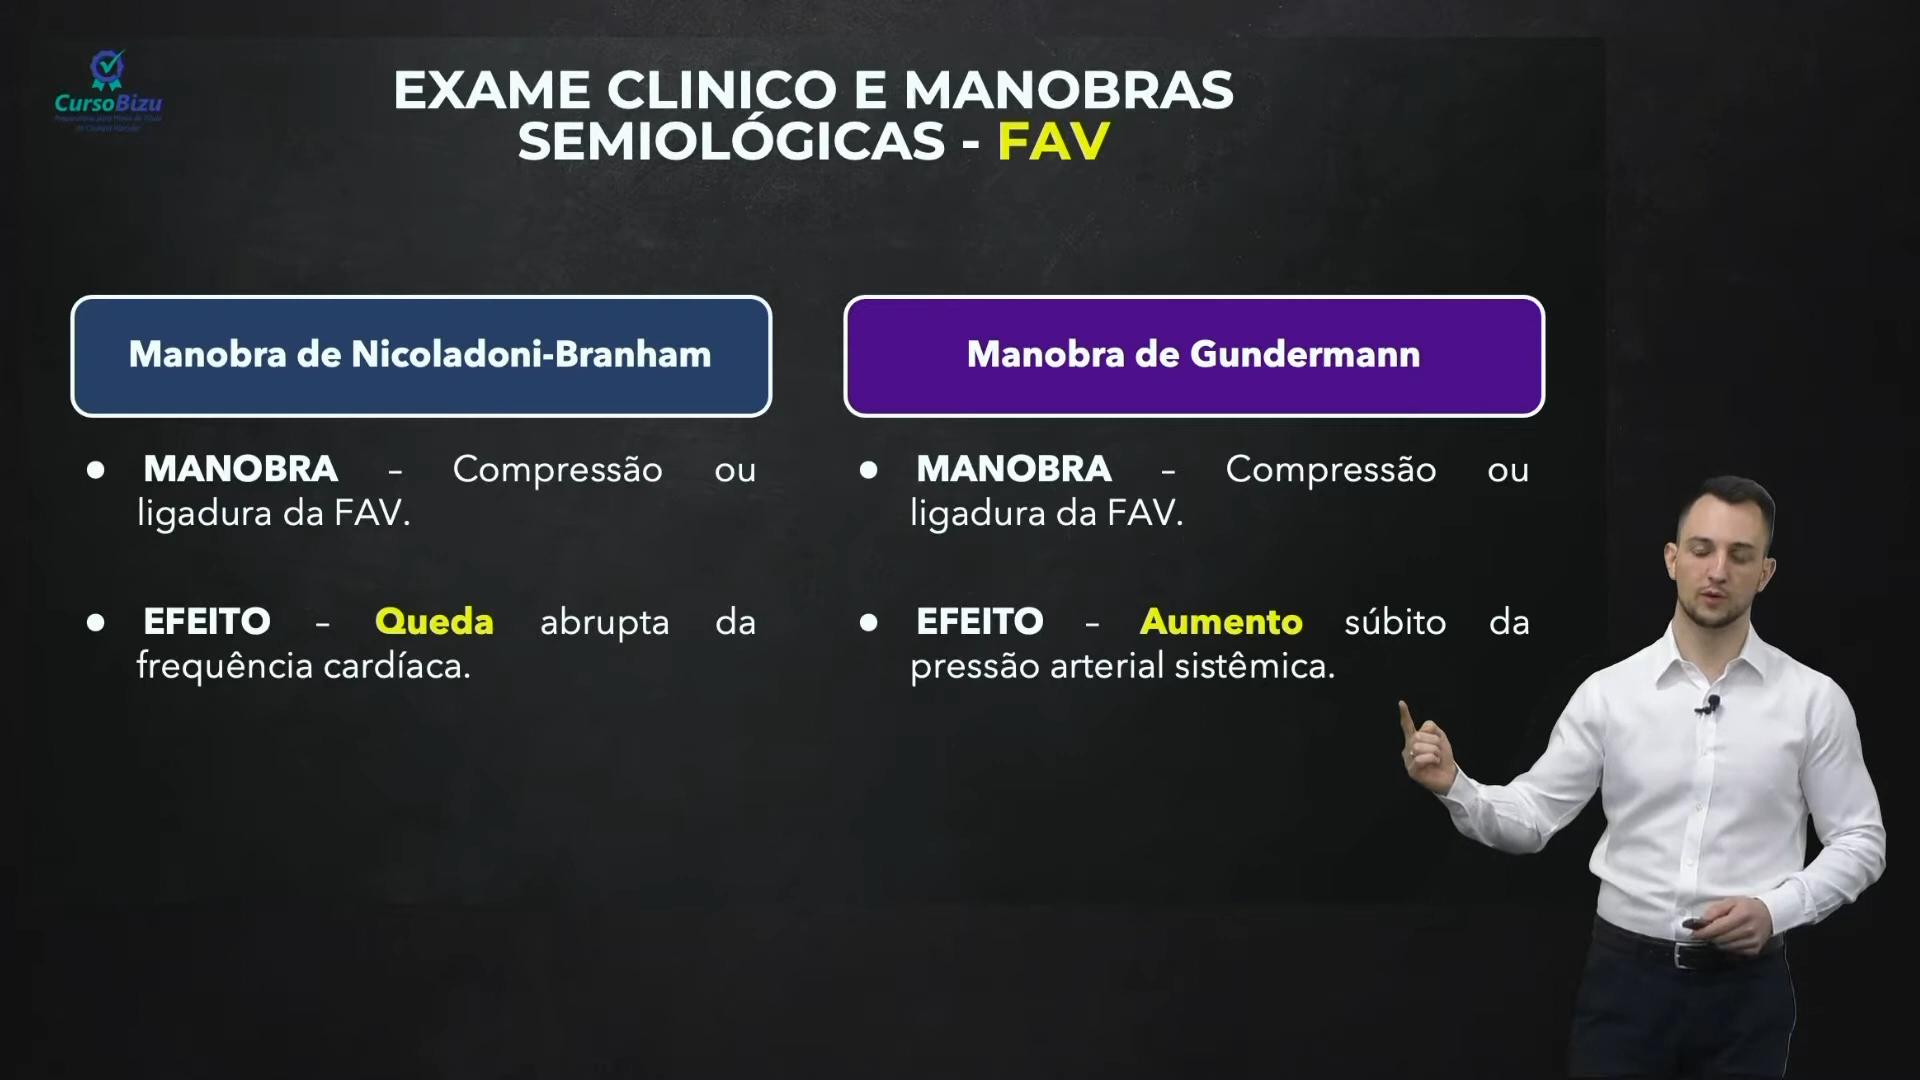 CursoBizu
EXAME CLINICO E MANOBRAS
SEMIOLÓGICAS - FAV
Manobra de Nicoladoni-Branham
● MANOBRA – Compressão ou
ligadura da FAV.
● EFEITO – Queda abrupta da
frequência cardíaca.
Manobra de Gundermann
● MANOBRA – Compressão ou
ligadura da FAV.
● EFEITO – Aumento súbito da
pressão arterial sistêmica.